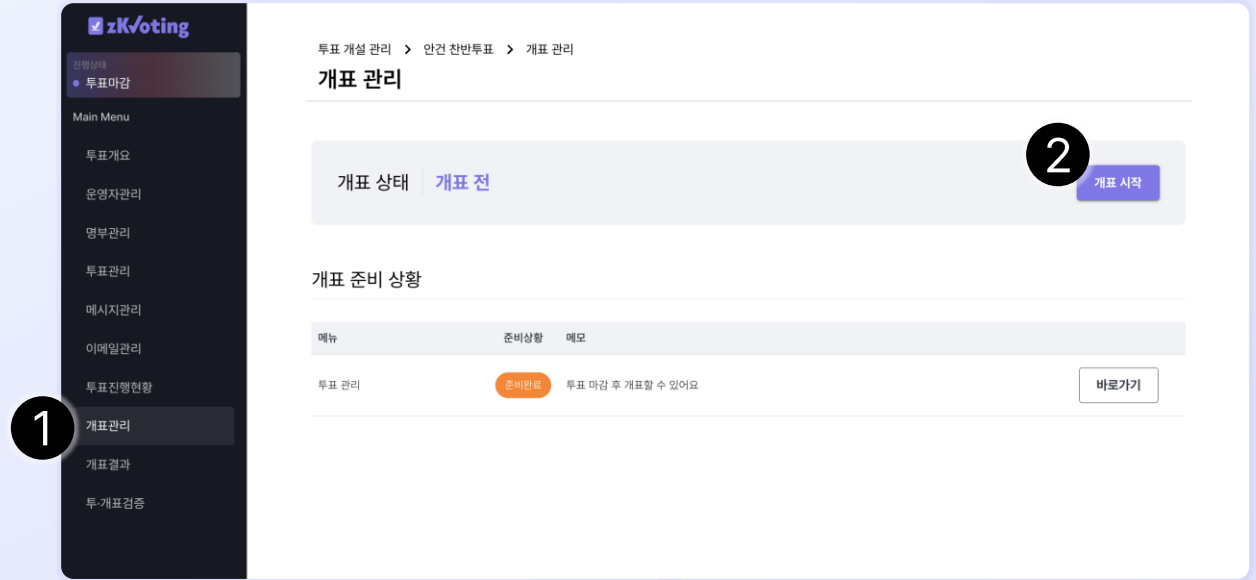 zKVoting
진행상태
투표마감
Main Menu
투표개요
운영자관리
명부관리
투표관리
메시지관리
이메일관리
투표진행현황
1
개표관리
개표결과
투·개표검증
투표 개설 관리 > 안건 찬반투표 > 개표 관리
개표 관리
개표 상태 개표 전
2
개표 시작
개표 준비 상황
메뉴 준비상황 메모
투표 관리 준비완료 투표 마감 후 개표할 수 있어요 바로가기